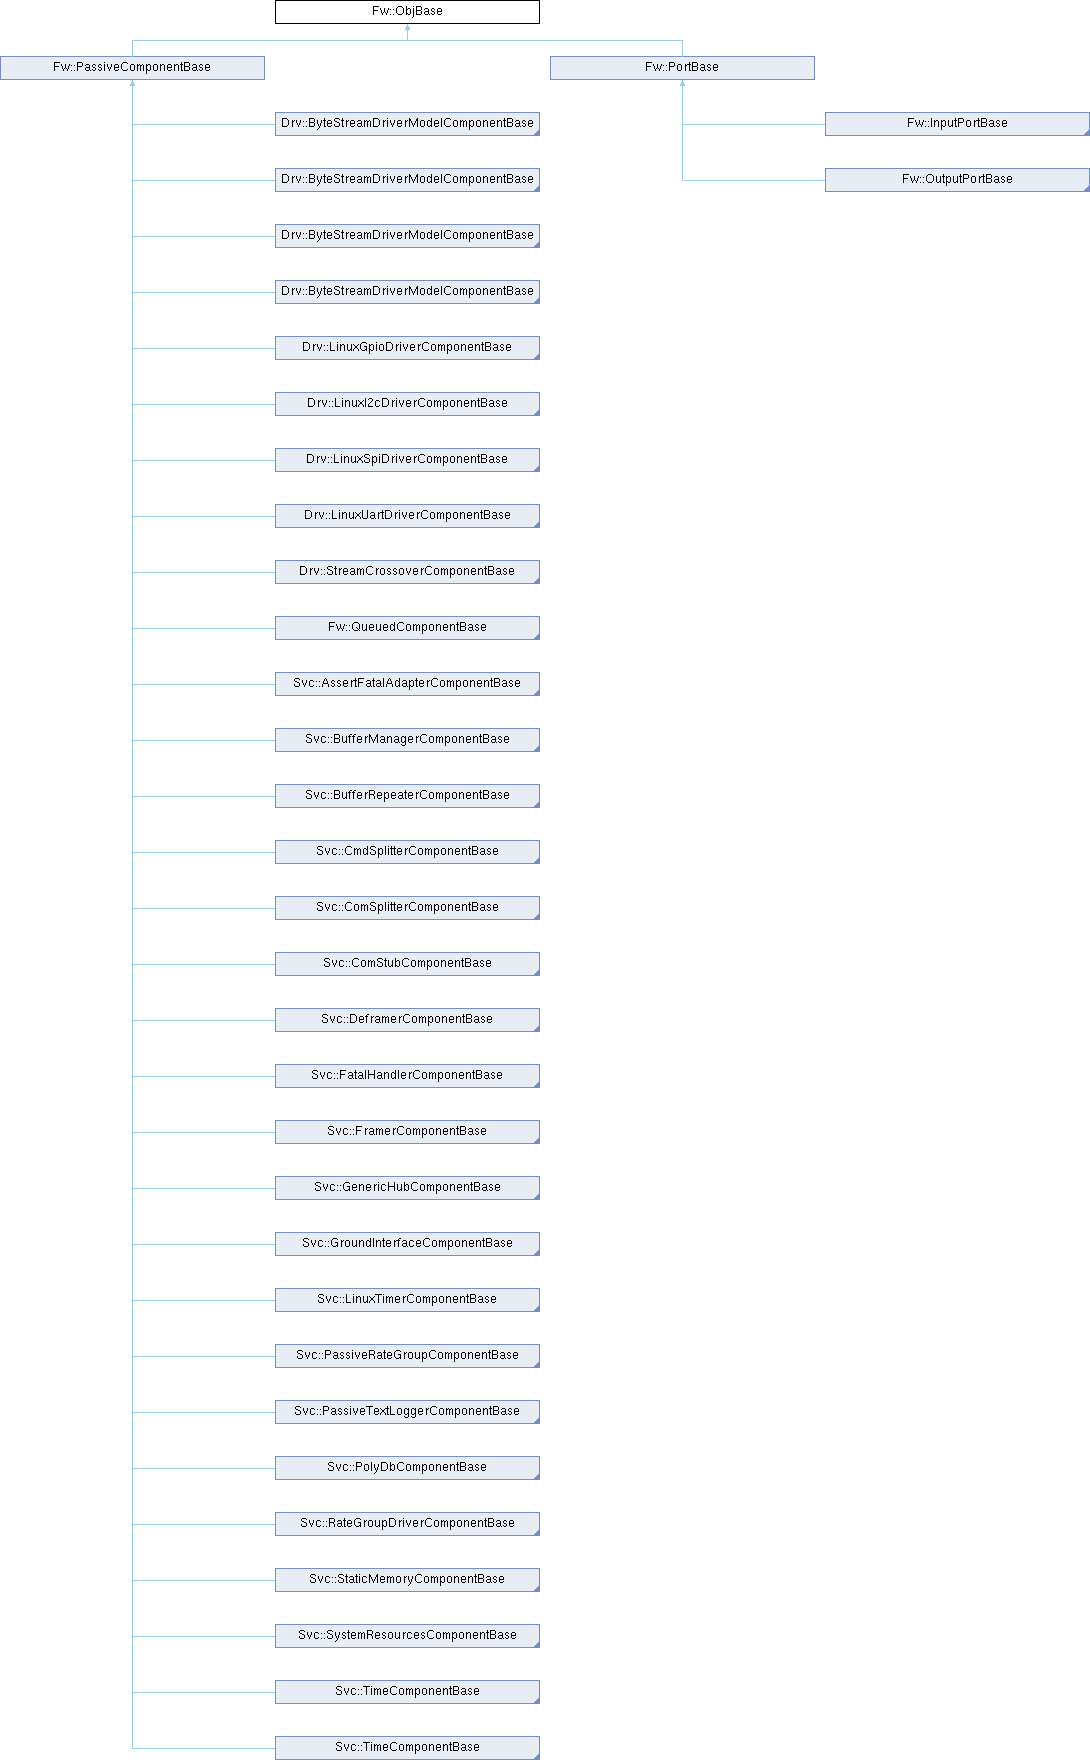 Fw::ObjBase
Fw::PassiveComponentBase
Fw::PortBase
Drv::ByteStreamDriverModelComponentBase
Fw::InputPortBase
Drv::ByteStreamDriverModelComponentBase
Fw::OutputPortBase
Drv::ByteStreamDriverModelComponentBase
Drv::ByteStreamDriverModelComponentBase
Drv::LinuxGpioDriverComponentBase
Drv::LinuxI2cDriverComponentBase
Drv::LinuxSpiDriverComponentBase
Drv::LinuxUartDriverComponentBase
Drv::StreamCrossoverComponentBase
Fw::QueuedComponentBase
Svc::AssertFatalAdapterComponentBase
Svc::BufferManagerComponentBase
Svc::BufferRepeaterComponentBase
Svc::CmdSplitterComponentBase
Svc::ComSplitterComponentBase
Svc::ComStubComponentBase
Svc::DeframerComponentBase
Svc::FatalHandlerComponentBase
Svc::FramerComponentBase
Svc::GenericHubComponentBase
Svc::GroundInterfaceComponentBase
Svc::LinuxTimerComponentBase
Svc::PassiveRateGroupComponentBase
Svc::PassiveTextLoggerComponentBase
Svc::PolyDbComponentBase
Svc::RateGroupDriverComponentBase
Svc::StaticMemoryComponentBase
Svc::SystemResourcesComponentBase
Svc::TimeComponentBase
Svc::TimeComponentBase